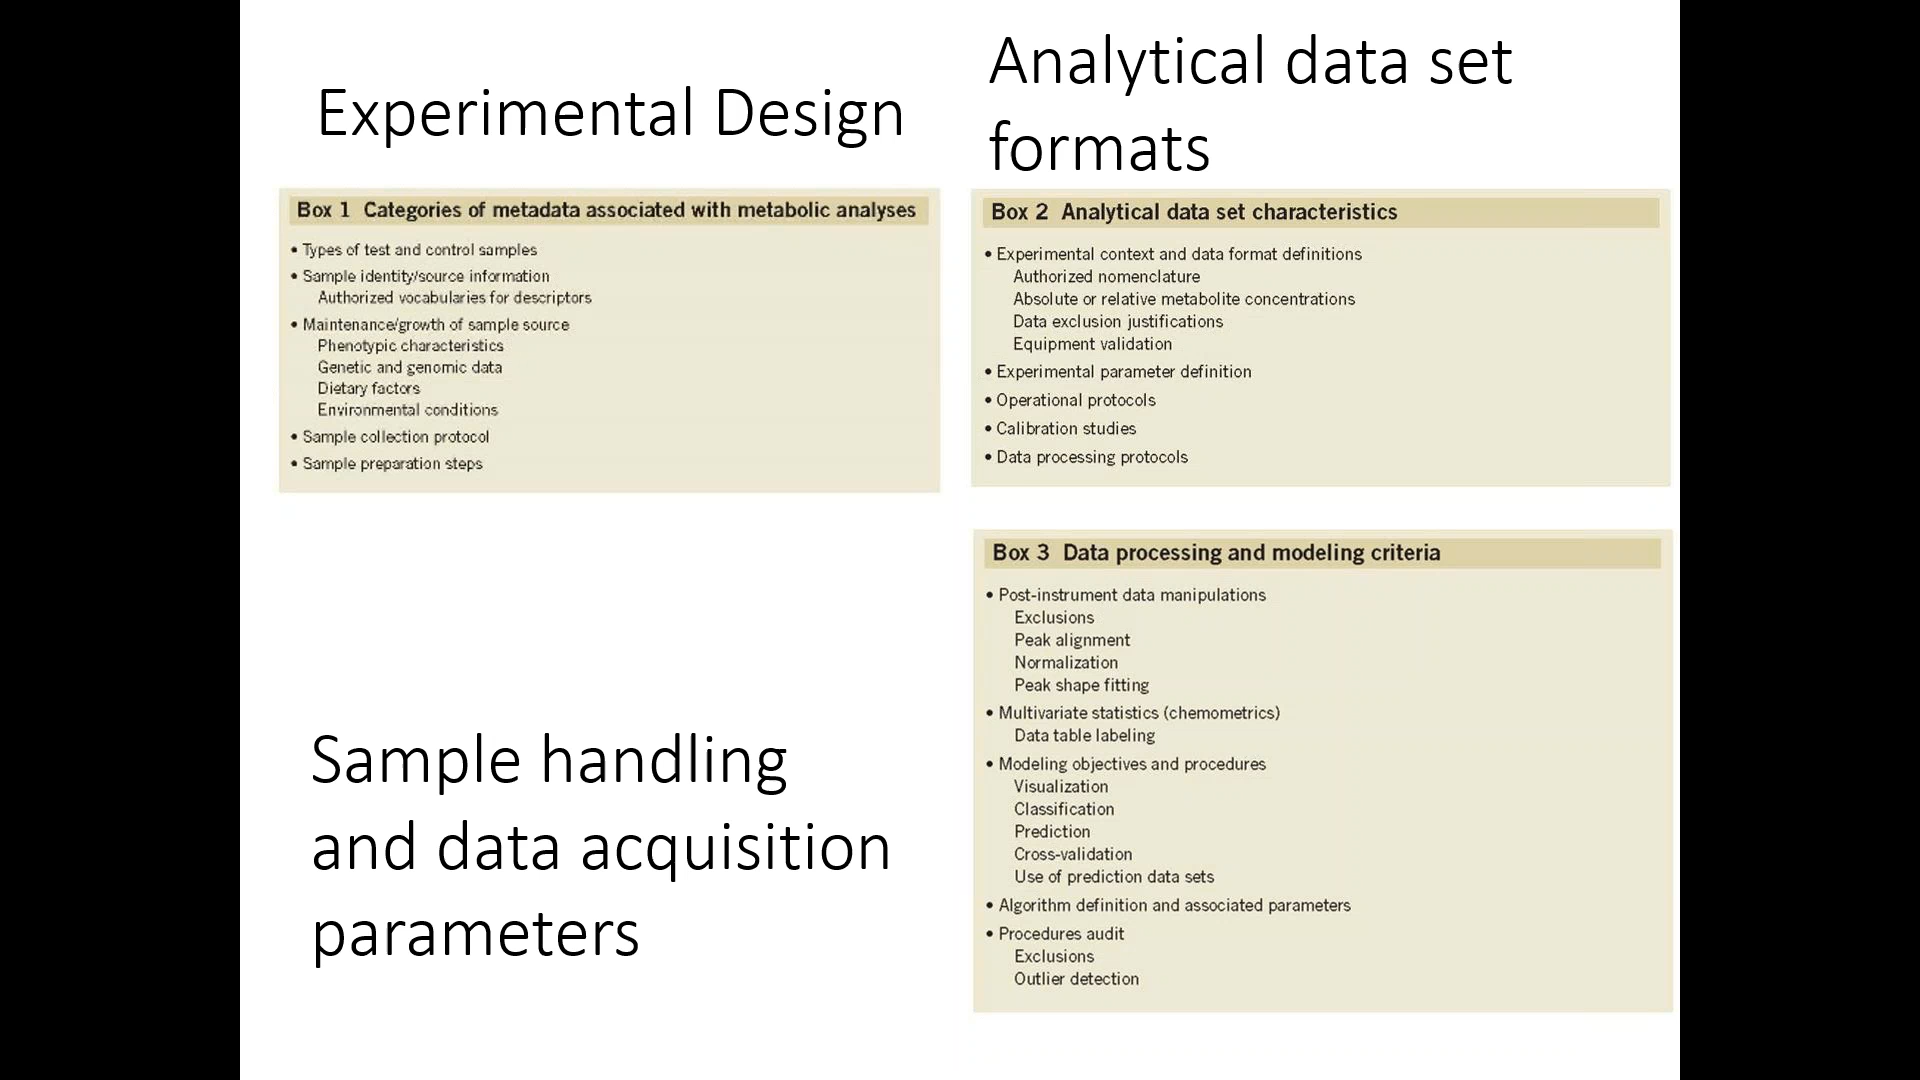 Experimental Design
Box 1 Categories of metadata associated with metabolic analyses
• Types of test and control samples
• Sample identity/source information
Authorized vocabularies for descriptors
• Maintenance/growth of sample source
Phenotypic characteristics
Genetic and genomic data
Dietary factors
Environmental conditions
• Sample collection protocol
• Sample preparation steps
Sample handling
and data acquisition
parameters
Analytical data set
formats
Box 2 Analytical data set characteristics
• Experimental context and data format definitions
Authorized nomenclature
Absolute or relative metabolite concentrations
Data exclusion justifications
Equipment validation
• Experimental parameter definition
• Operational protocols
• Calibration studies
• Data processing protocols
Box 3 Data processing and modeling criteria
• Post-instrument data manipulations
Exclusions
Peak alignment
Normalization
Peak shape fitting
• Multivariate statistics (chemometrics)
Data table labeling
• Modeling objectives and procedures
Visualization
Classification
Prediction
Cross-validation
Use of prediction data sets
• Algorithm definition and associated parameters
• Procedures audit
Exclusions
Outlier detection